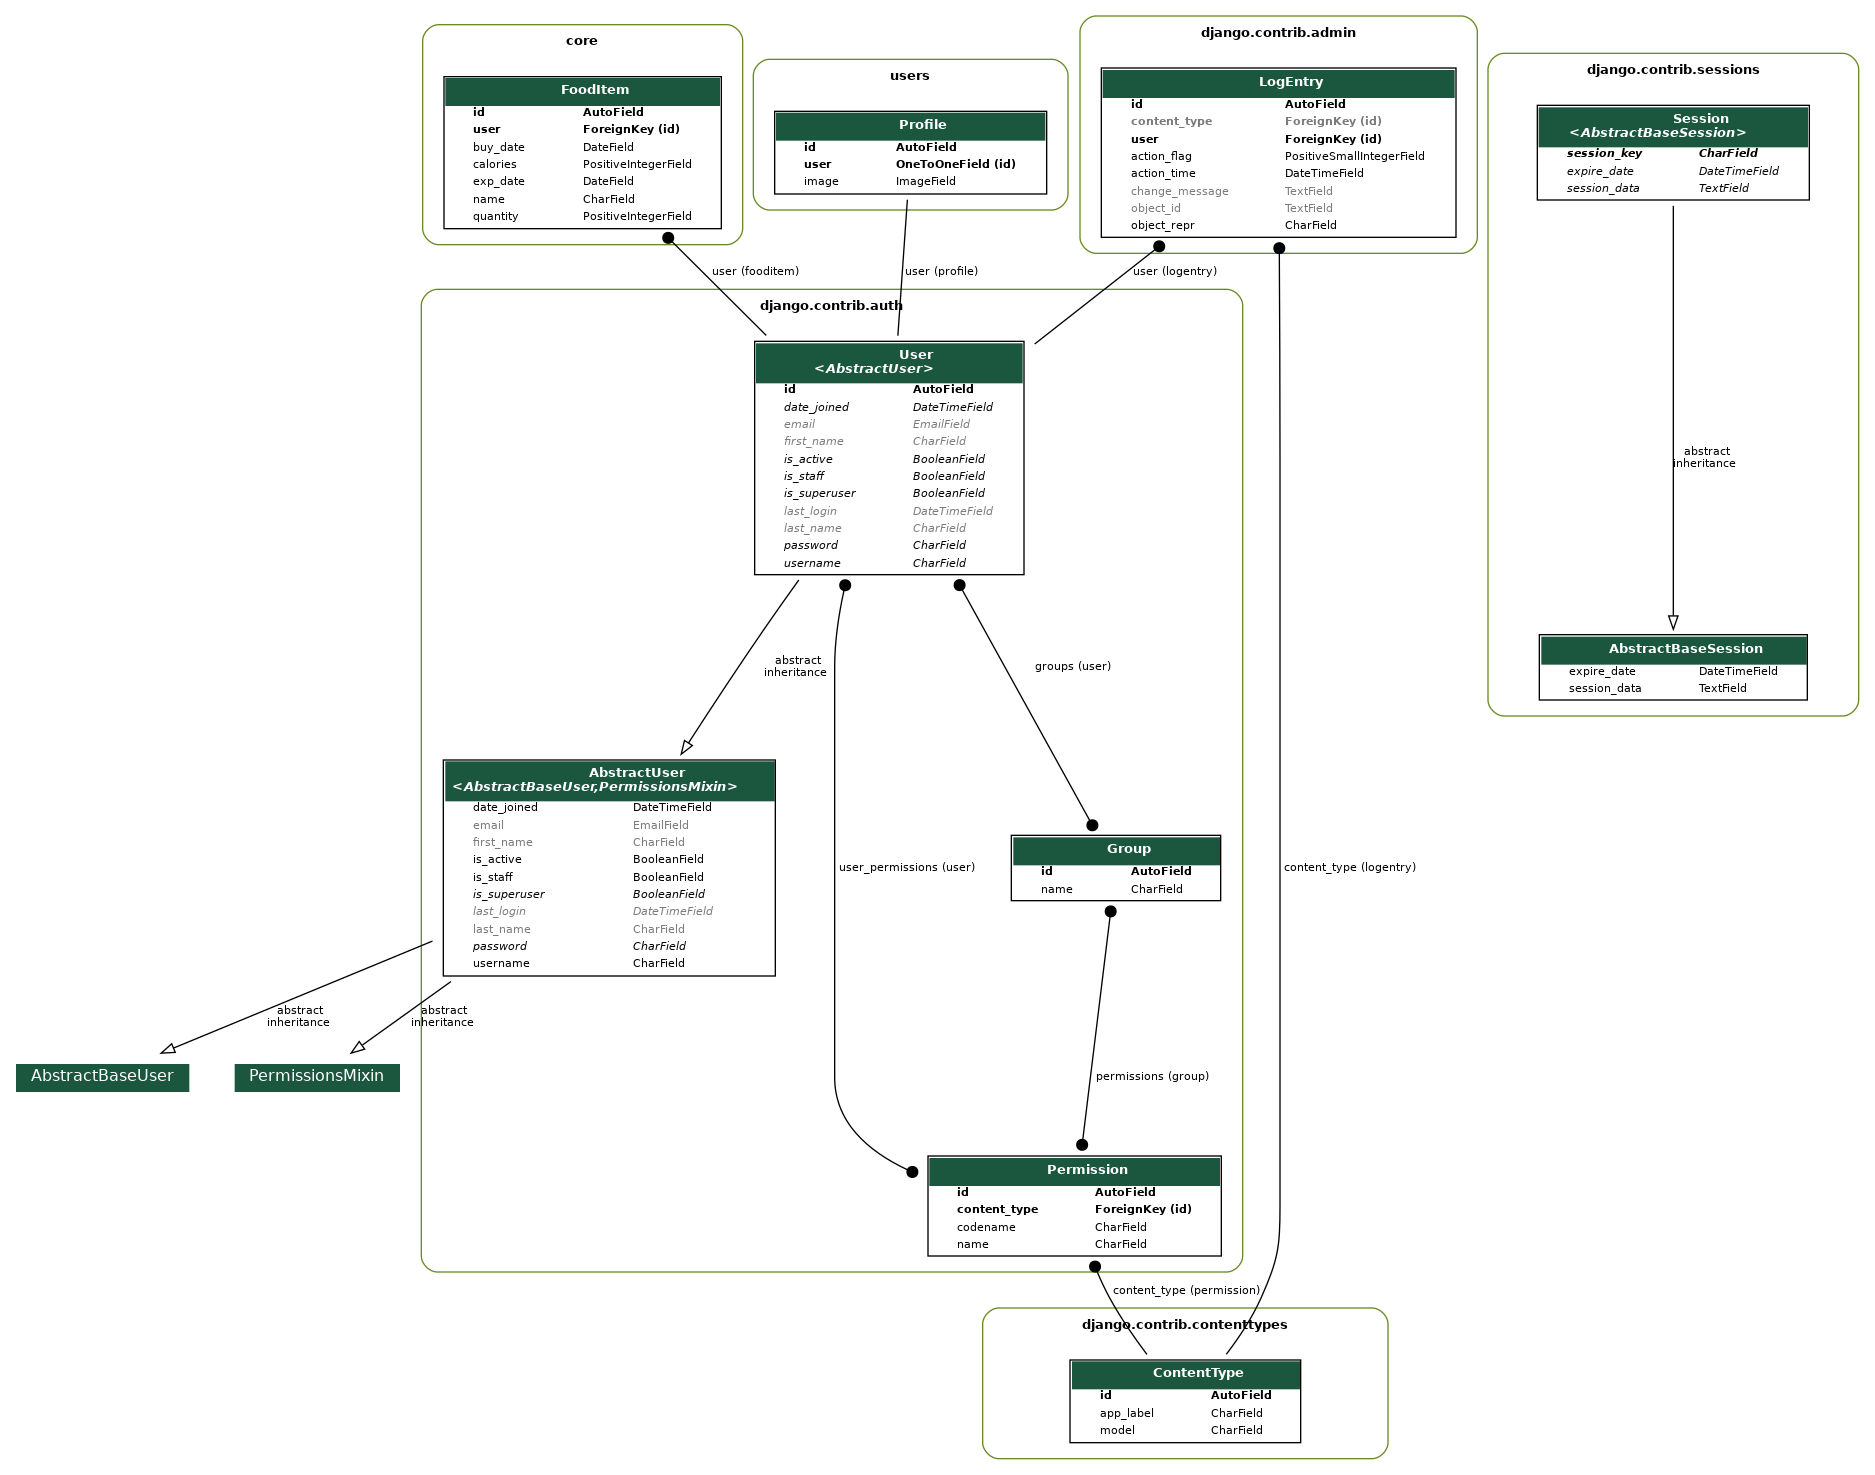 core
FoodItem
id AutoField
user ForeignKey (id)
buy_date DateField
calories PositiveIntegerField
exp_date DateField
name CharField
quantity PositiveIntegerField
users
Profile
id AutoField
user OneToOneField (id)
image ImageField
django.contrib.admin
LogEntry
id AutoField
content_type ForeignKey (id)
user ForeignKey (id)
action_flag PositiveSmallIntegerField
action_time DateTimeField
change_message TextField
object_id TextField
object_repr CharField
django.contrib.sessions
Session
<AbstractBaseSession>
session_key CharField
expire_date DateTimeField
session_data TextField
user (fooditem)
user (profile)
user (logentry)
django.contrib.auth
User
<AbstractUser>
id AutoField
date_joined DateTimeField
email EmailField
first_name CharField
is_active BooleanField
is_staff BooleanField
is_superuser BooleanField
last_login DateTimeField
last_name CharField
password CharField
username CharField
abstract
inheritance
AbstractBaseSession
expire_date DateTimeField
session_data TextField
abstract
inheritance
groups (user)
AbstractUser
<AbstractBaseUser,PermissionsMixin>
date_joined DateTimeField
email EmailField
first_name CharField
is_active BooleanField
is_staff BooleanField
is_superuser BooleanField
last_login DateTimeField
last_name CharField
password CharField
username CharField
user_permissions (user)
Group
id AutoField
name CharField
content_type (logentry)
abstract
inheritance
abstract
inheritance
AbstractBaseUser
PermissionsMixin
permissions (group)
Permission
id AutoField
content_type ForeignKey (id)
codename CharField
name CharField
content_type (permission)
django.contrib.contenttypes
ContentType
id AutoField
app_label CharField
model CharField